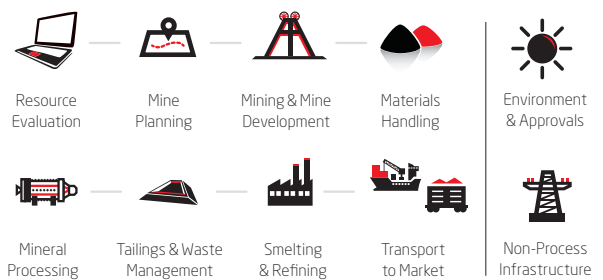 Resource
Evaluation
Mine
Planning
Mining & Mine
Development
Materials
Handling
Environment
& Approvals
Mineral
Processing
Tailings & Waste
Management
Smelting
& Refining
Transport
to Market
Non-Process
Infrastructure